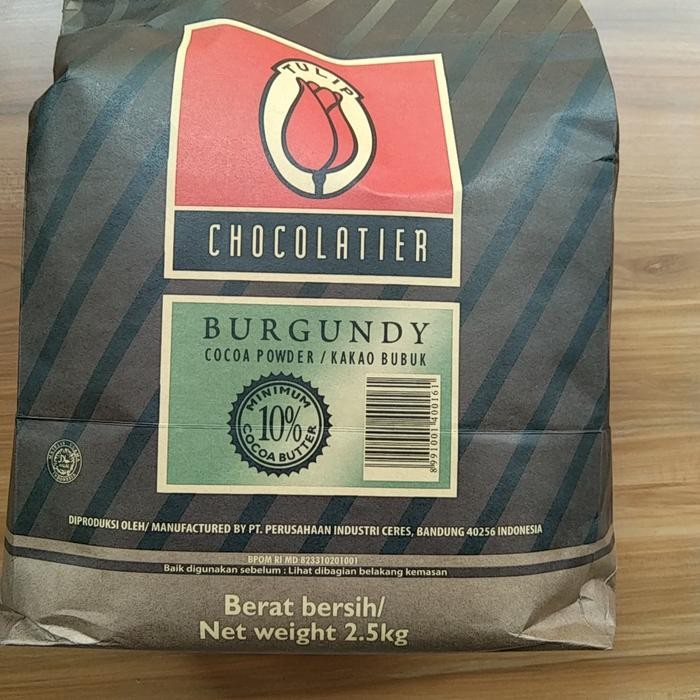 TULIP
CHOCOLATIER
BURGUNDY
COCOA POWDER / KAKAO BUBUK
MINIMUM
10%
COCOA BUTTER
8991001 400161
DIPRODUKSI OLEH/ MANUFACTURED BY PT. PERUSAHAAN INDUSTRI CERES, BANDUNG 40256 INDONESIA
BPOM RI MD 823310201001
Baik digunakan sebelum : Lihat dibagian belakang kemasan
Berat bersih/
Net weight 2.5kg